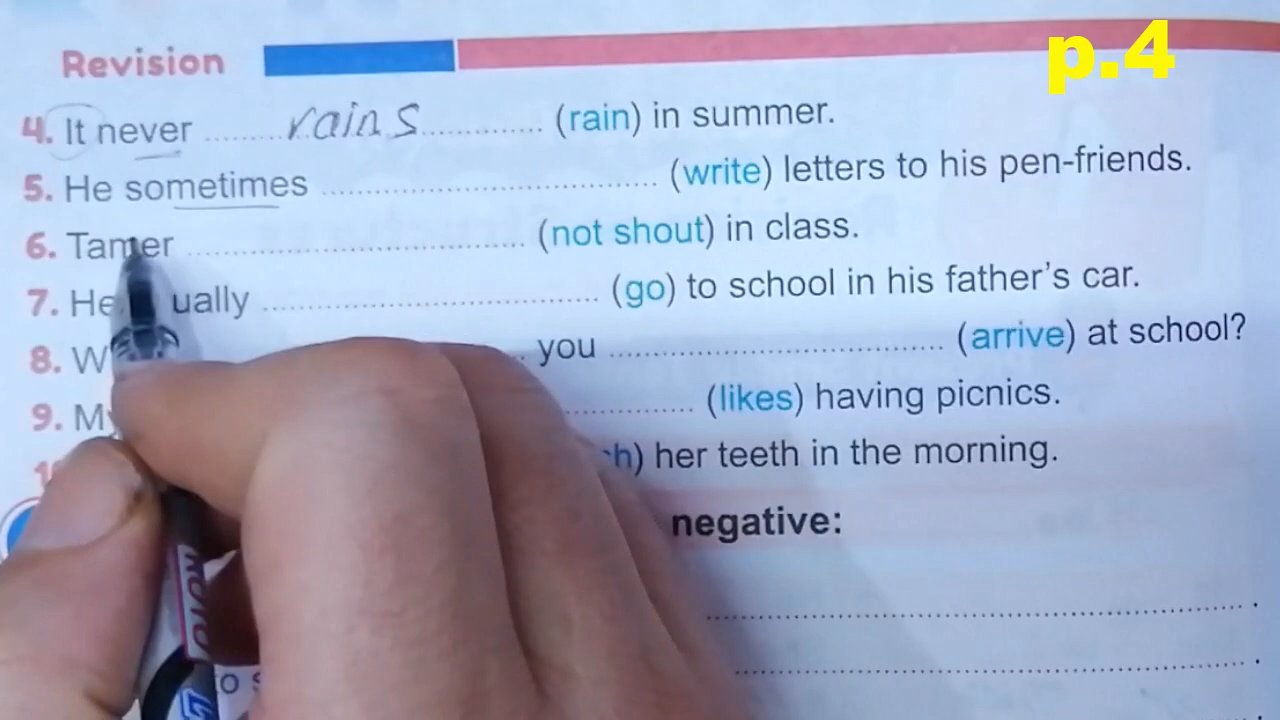 Revision
p.4
4. It never ........rains............. (rain) in summer.
5. He sometimes .................................... (write) letters to his pen-friends.
6. Tamer .................................... (not shout) in class.
7. He ually .................................... (go) to school in his father's car.
8. W you .................................... (arrive) at school?
9. My ............. (likes) having picnics.
h) her teeth in the morning.
negative: